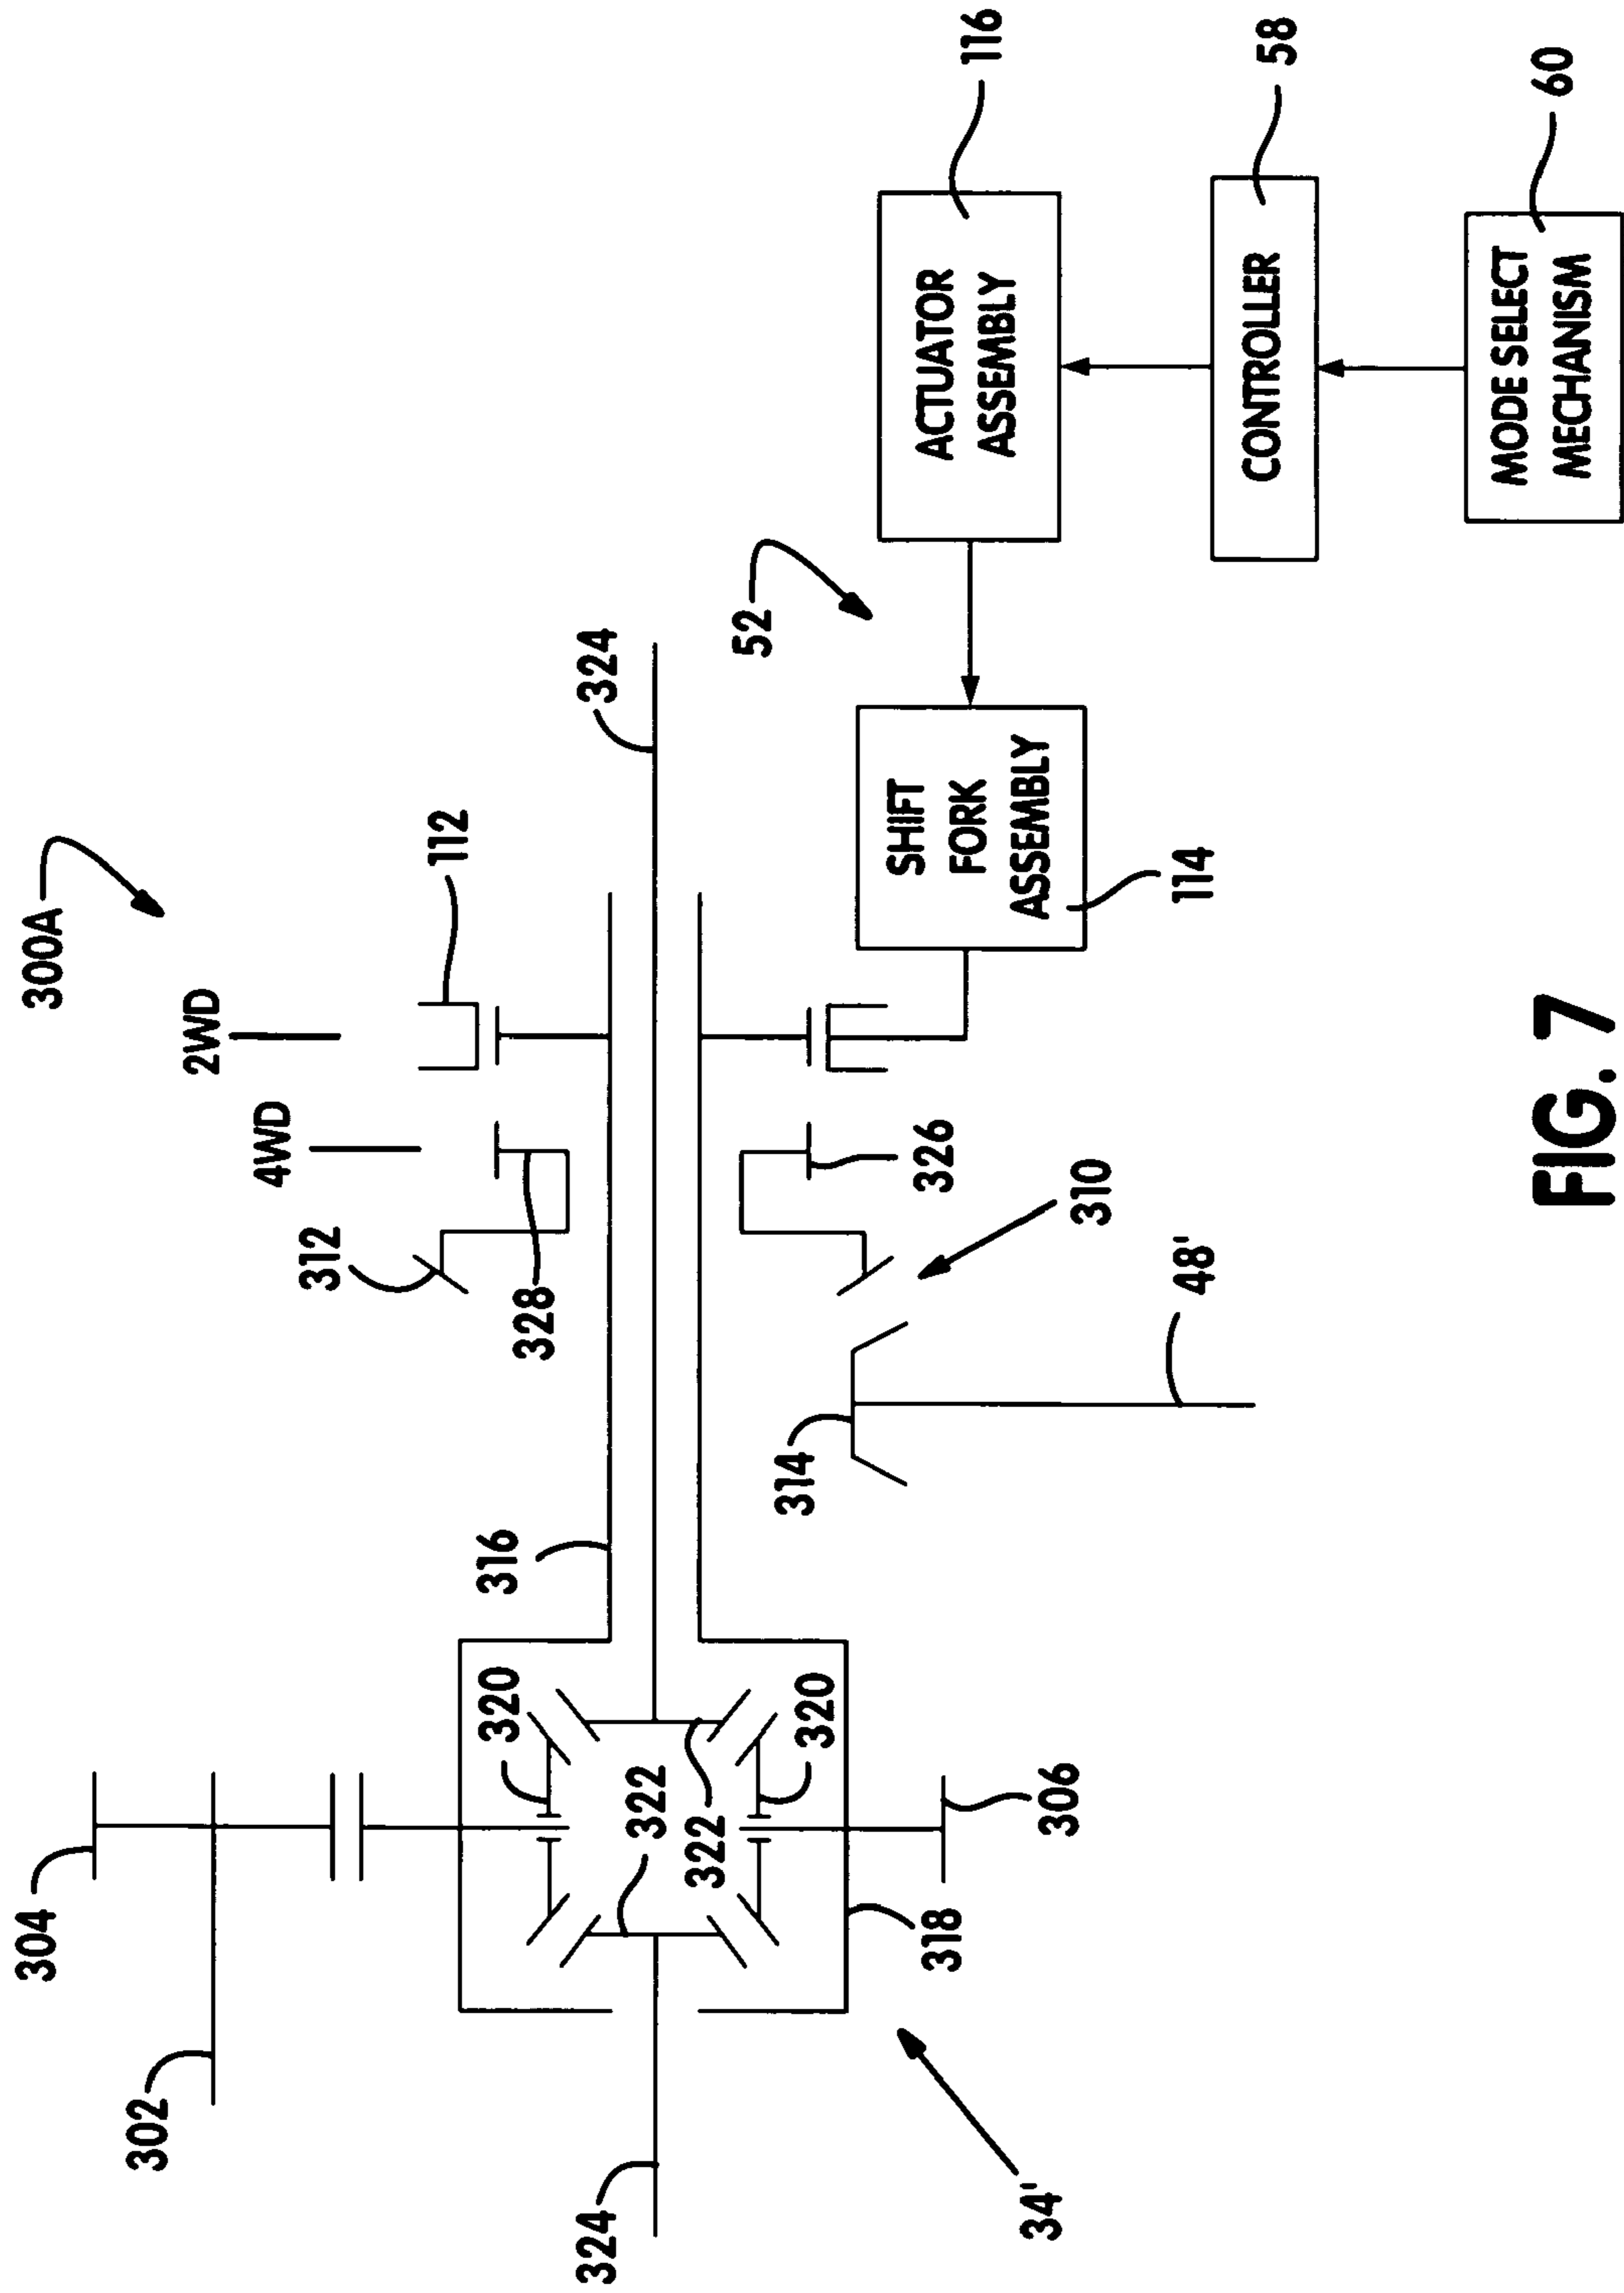 300A
304
302
2WD
4WD
312
112
320
316
328
324
324
322
322
52
320
314
SHIFT
FORK
ASSEMBLY
ACTUATOR
ASSEMBLY
116
318
326
34'
306
310
48'
114
CONTROLLER
58
MODE SELECT
MECHANISM
60
FIG. 7